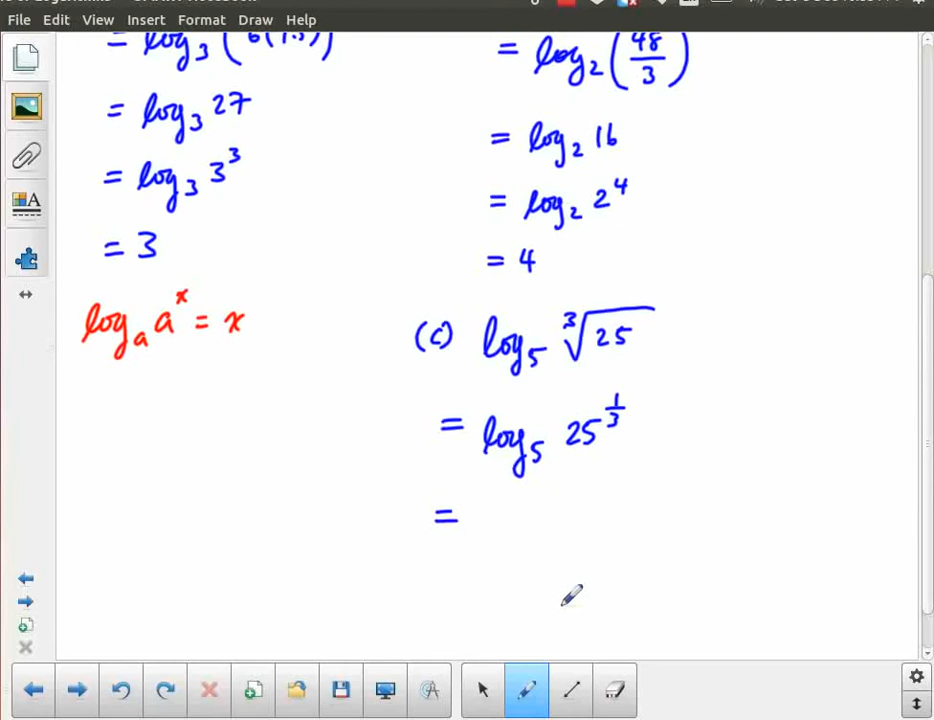 File Edit View Insert Format Draw Help
= log₃ 27
= log₃ 3³
= 3
logₐ aˣ = x
= log₂ (48/3)
= log₂ 16
= log₂ 2⁴
= 4
(c) log₅ ∛25
= log₅ 25^(1/3)
=